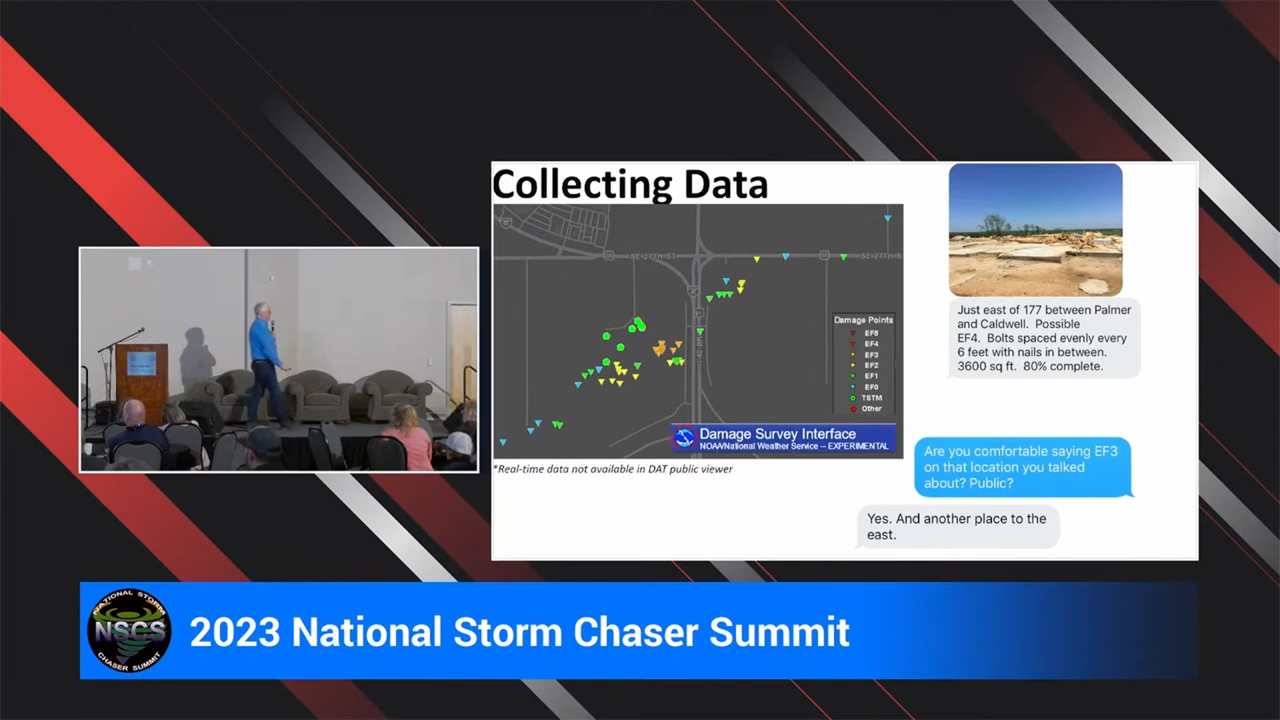 Collecting Data
SE-27TH-ST
SE-27TH-S
Damage Points
EF5
EF4
EF3
EF2
EF1
EF0
TSTM
Other
Damage Survey Interface
NOAA/National Weather Service -- EXPERIMENTAL
*Real-time data not available in DAT public viewer
Just east of 177 between Palmer
and Caldwell. Possible
EF4. Bolts spaced evenly every
6 feet with nails in between.
3600 sq ft. 80% complete.
Are you comfortable saying EF3
on that location you talked
about? Public?
Yes. And another place to the
east.
NATIONAL STORM
NSCS
CHASER SUMMIT
2023 National Storm Chaser Summit